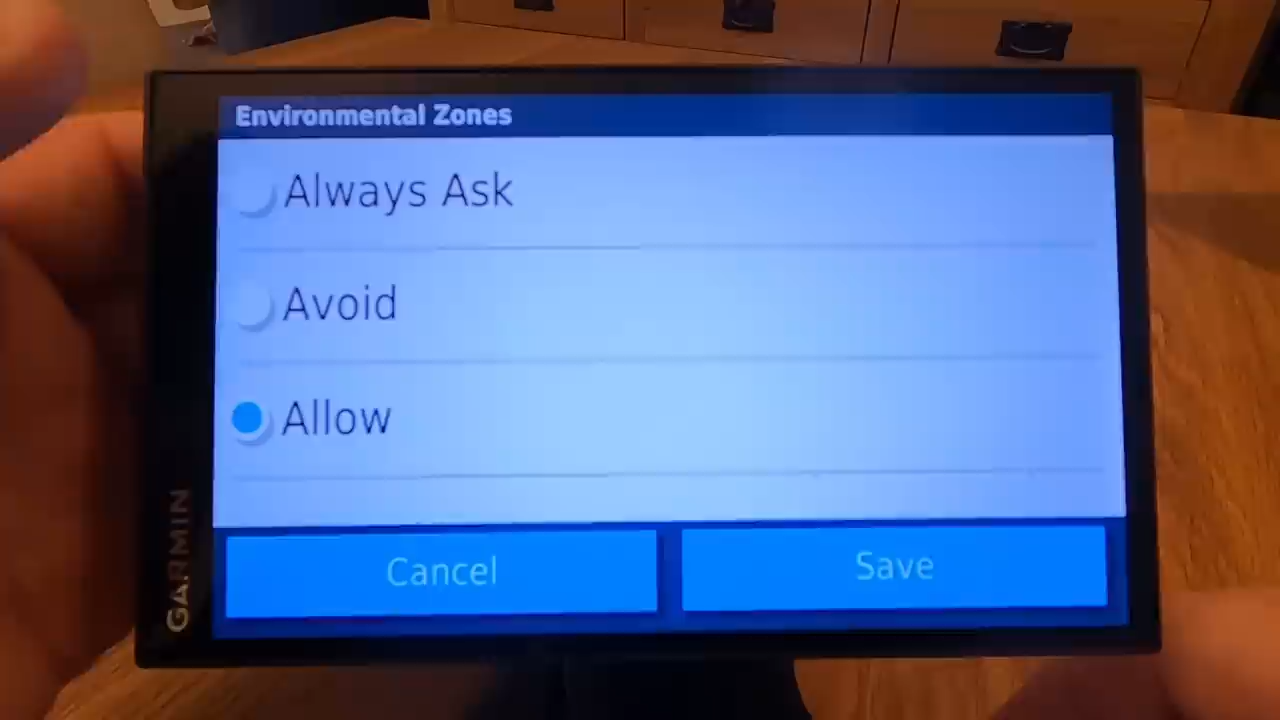 Environmental Zones
Always Ask
Avoid
Allow
Cancel
Save
GARMIN